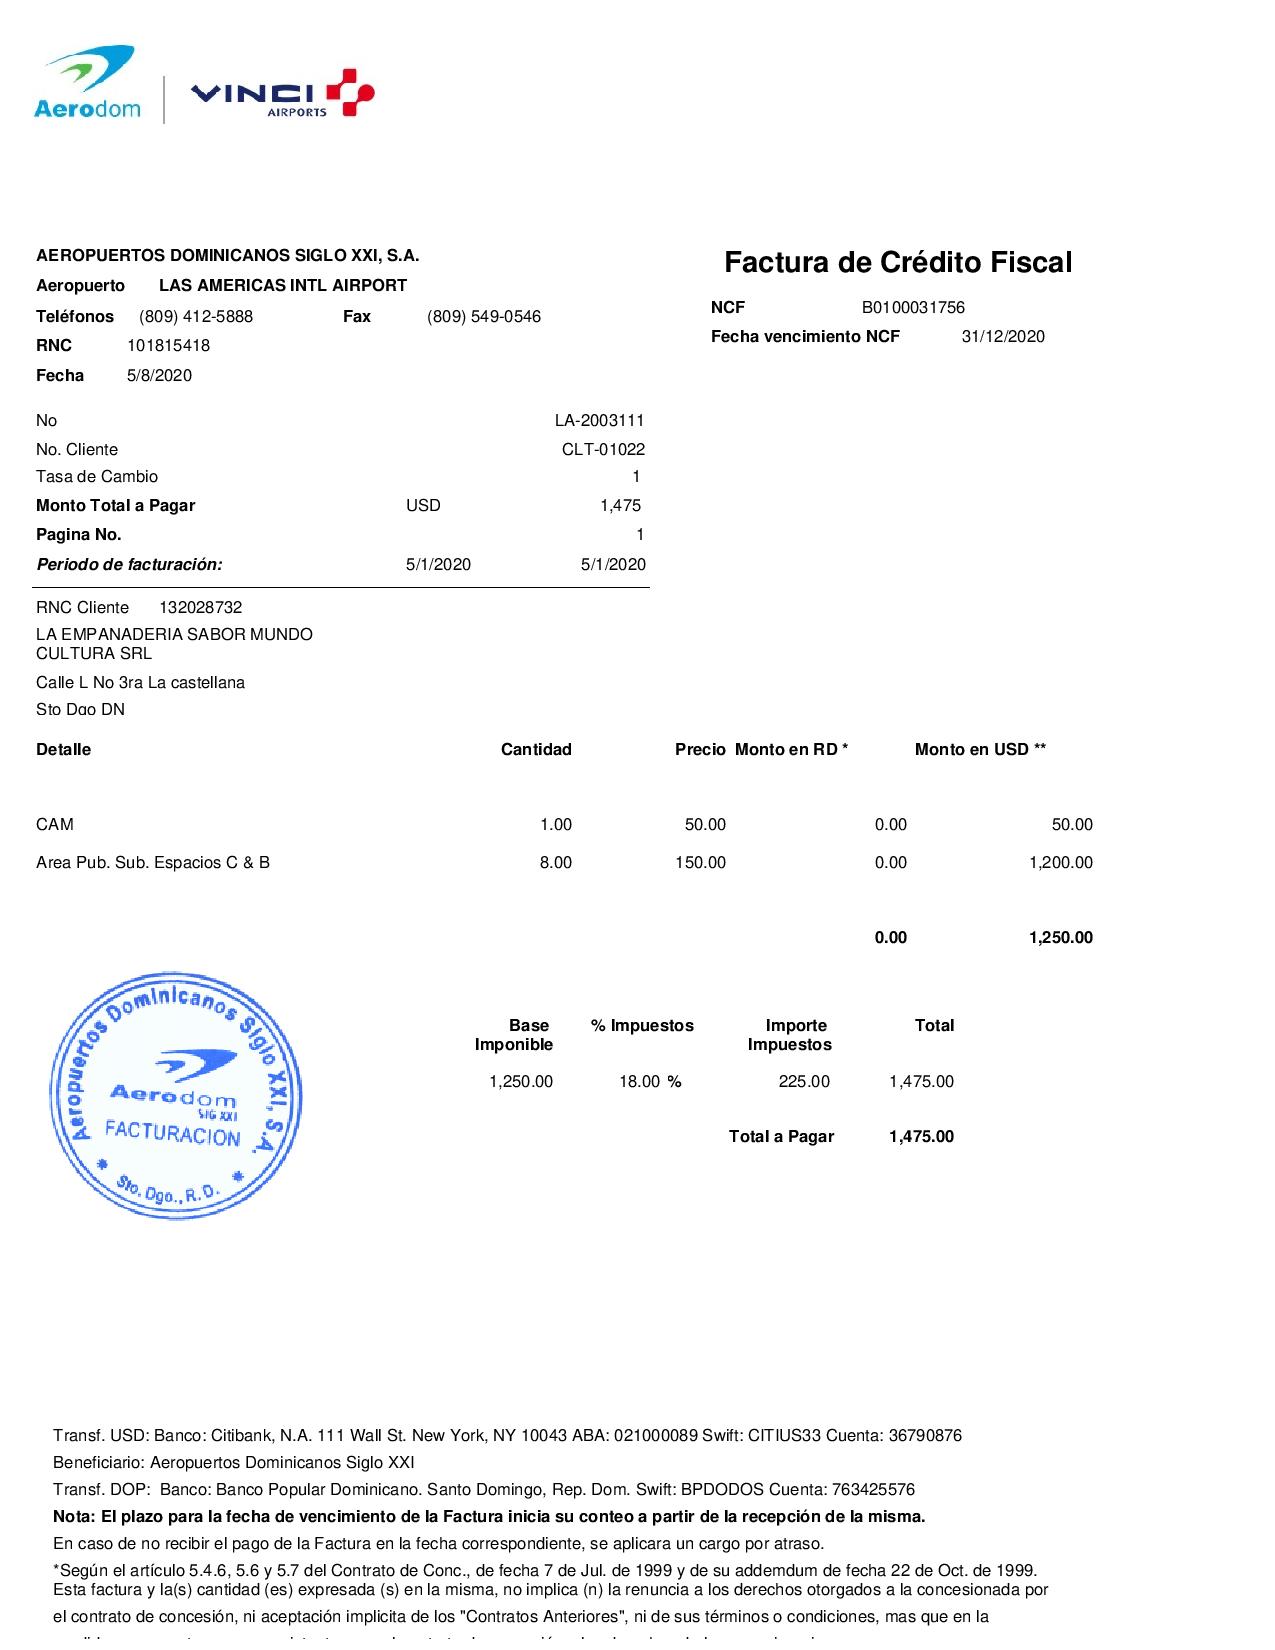 Aerodom
VINCI
AIRPORTS
AEROPUERTOS DOMINICANOS SIGLO XXI, S.A.
Factura de Crédito Fiscal
Aeropuerto LAS AMERICAS INTL AIRPORT
NCF B0100031756
Teléfonos (809) 412-5888 Fax (809) 549-0546
Fecha vencimiento NCF 31/12/2020
RNC 101815418
Fecha 5/8/2020
No LA-2003111
No. Cliente CLT-01022
Tasa de Cambio 1
Monto Total a Pagar USD 1,475
Pagina No. 1
Periodo de facturación: 5/1/2020 5/1/2020
RNC Cliente 132028732
LA EMPANADERIA SABOR MUNDO
CULTURA SRL
Calle L No 3ra La castellana
Sto Dgo DN
Detalle Cantidad Precio Monto en RD * Monto en USD **
CAM 1.00 50.00 0.00 50.00
Area Pub. Sub. Espacios C & B 8.00 150.00 0.00 1,200.00
0.00 1,250.00
Aeropuertos Dominicanos Siglo XXI, S.A.
Aerodom
SIG XXI
FACTURACION
Sto. Dgo., R. D.
Base % Impuestos Importe Total
Imponible Impuestos
1,250.00 18.00 % 225.00 1,475.00
Total a Pagar 1,475.00
Transf. USD: Banco: Citibank, N.A. 111 Wall St. New York, NY 10043 ABA: 021000089 Swift: CITIUS33 Cuenta: 36790876
Beneficiario: Aeropuertos Dominicanos Siglo XXI
Transf. DOP: Banco: Banco Popular Dominicano. Santo Domingo, Rep. Dom. Swift: BPDODOS Cuenta: 763425576
Nota: El plazo para la fecha de vencimiento de la Factura inicia su conteo a partir de la recepción de la misma.
En caso de no recibir el pago de la Factura en la fecha correspondiente, se aplicara un cargo por atraso.
*Según el artículo 5.4.6, 5.6 y 5.7 del Contrato de Conc., de fecha 7 de Jul. de 1999 y de su addemdum de fecha 22 de Oct. de 1999.
Esta factura y la(s) cantidad (es) expresada (s) en la misma, no implica (n) la renuncia a los derechos otorgados a la concesionada por
el contrato de concesión, ni aceptación implicita de los "Contratos Anteriores", ni de sus términos o condiciones, mas que en la